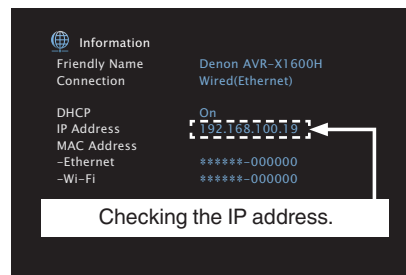 Information
Friendly Name Denon AVR-X1600H
Connection Wired(Ethernet)
DHCP On
IP Address 192.168.100.19
MAC Address
-Ethernet ******-000000
-Wi-Fi ******-000000
Checking the IP address.